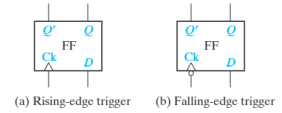 Q' Q Q' Q
FF FF
Ck D Ck D
(a) Rising-edge trigger (b) Falling-edge trigger